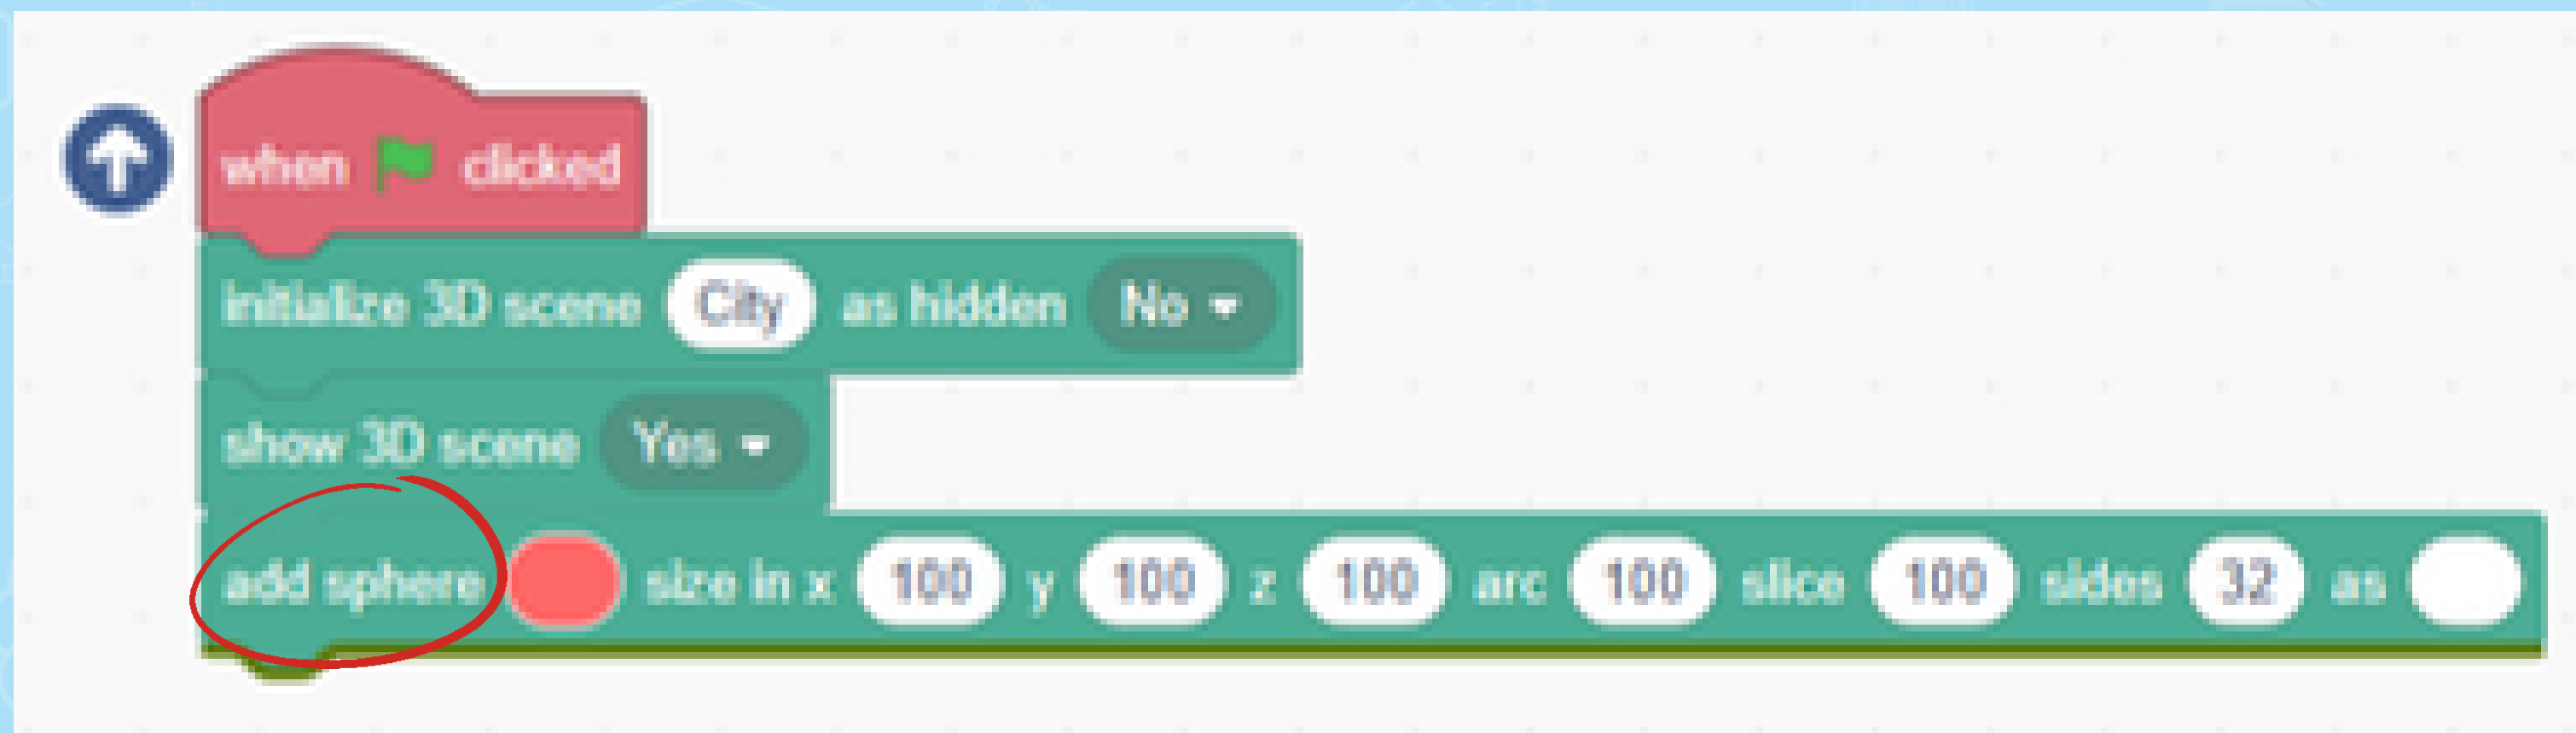 when clicked
initialize 3D scene City as hidden No
show 3D scene Yes
add sphere size in x 100 y 100 z 100 arc 100 slice 100 sides 32 as